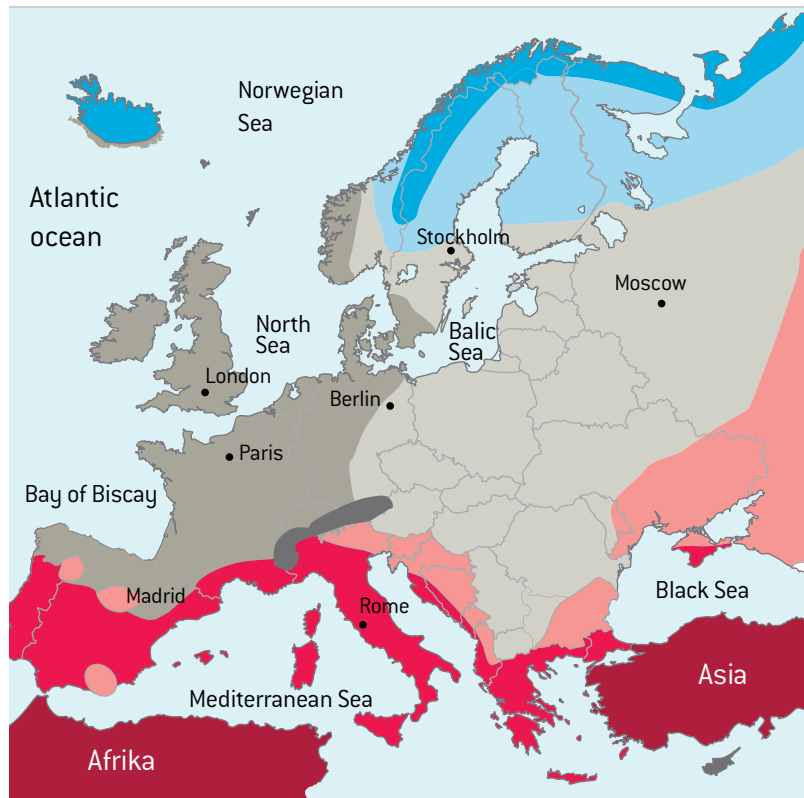 Norwegian
Sea
Atlantic
ocean
Stockholm
Moscow
North
Sea
Balic
Sea
London
Berlin
Paris
Bay of Biscay
Madrid
Rome
Black Sea
Mediterranean Sea
Asia
Afrika